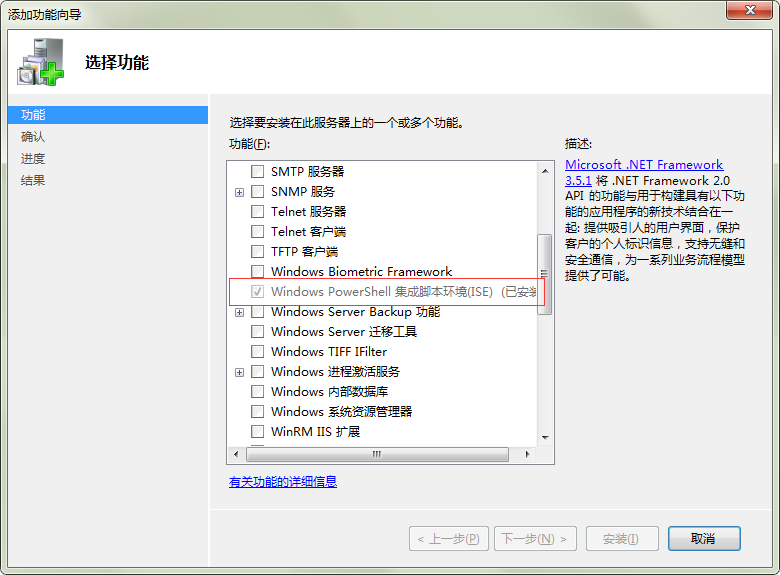 添加功能向导
选择功能
功能
确认
进度
结果
选择要安装在此服务器上的一个或多个功能。
功能(F):
SMTP 服务器
SNMP 服务
Telnet 服务器
Telnet 客户端
TFTP 客户端
Windows Biometric Framework
Windows PowerShell 集成脚本环境(ISE) (已安装
Windows Server Backup 功能
Windows Server 迁移工具
Windows TIFF IFilter
Windows 进程激活服务
Windows 内部数据库
Windows 系统资源管理器
WinRM IIS 扩展
有关功能的详细信息
描述:
Microsoft .NET Framework
3.5.1 将 .NET Framework 2.0
API 的功能与用于构建具有以下功
能的应用程序的新技术结合在一
起: 提供吸引人的用户界面，保护
客户的个人标识信息，支持无缝和
安全通信，为一系列业务流程模型
提供了可能。
< 上一步(P)
下一步(N) >
安装(I)
取消